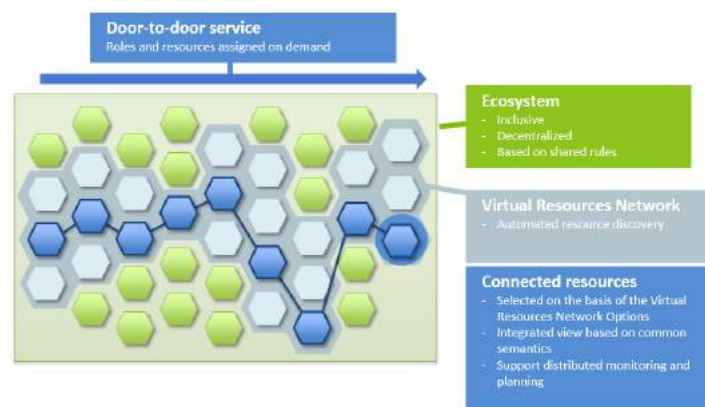 Door-to-door service
Roles and resources assigned on demand
Ecosystem
- Inclusive
- Decentralized
- Based on shared rules
Virtual Resources Network
- Automated resource discovery
Connected resources
- Selected on the basis of the Virtual
Resources Network Options
- Integrated view based on common
semantics
- Support distributed monitoring and
planning